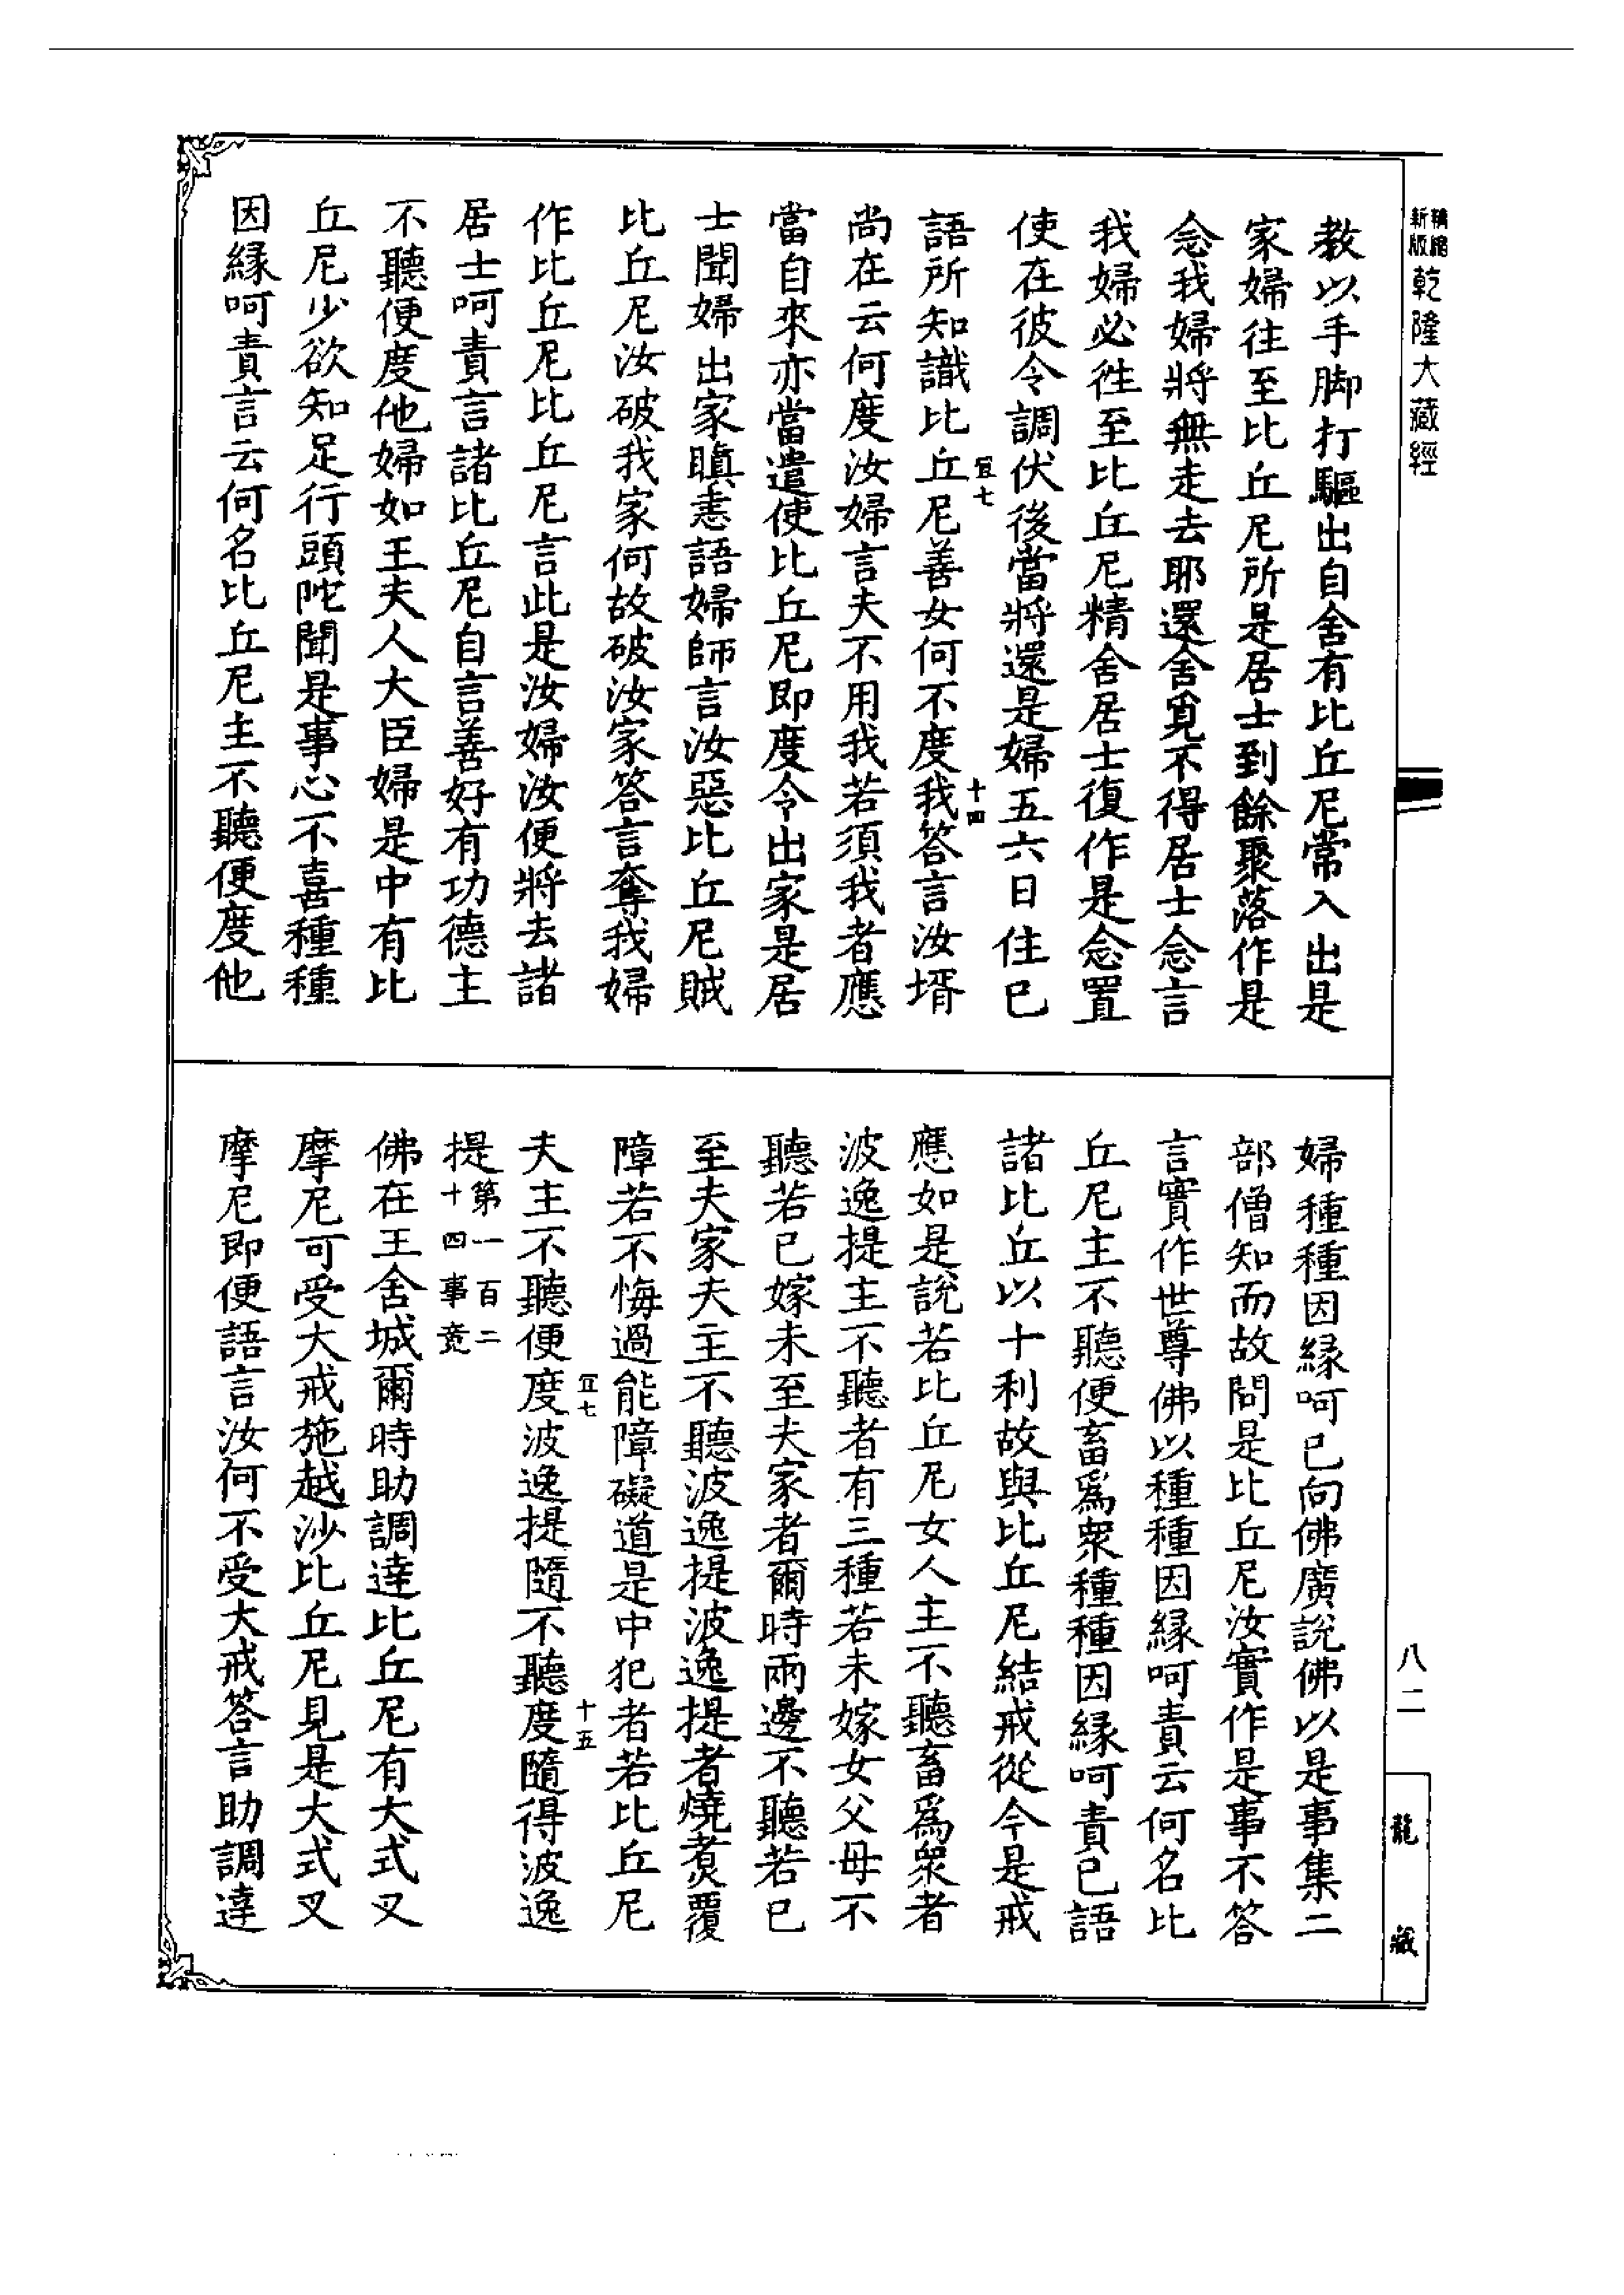 精縮新版乾隆大藏經
教以手脚打驅出自舍有比丘尼常入出是
家婦往至比丘尼所是居士到餘聚落作是
念我婦將無走去耶還舍覓不得居士念言
我婦必徃至比丘尼精舍居士復作是念置
使在彼令調伏後當將還是婦五六日住已
宜七
十四
語所知識比丘尼善女何不度我答言汝壻
尚在云何度汝婦言夫不用我若須我者應
當自來亦當遣使比丘尼即度令出家是居
士聞婦出家瞋恚語婦師言汝惡比丘尼賊
比丘尼汝破我家何故破汝家答言奪我婦
作比丘尼比丘尼言此是汝婦汝便將去諸
居士呵責言諸比丘尼自言善好有功德主
不聽便度他婦如王夫人大臣婦是中有比
丘尼少欲知足行頭陀聞是事心不喜種種
因緣呵責言云何名比丘尼主不聽便度他
婦種種因緣呵已向佛廣說佛以是事集二
部僧知而故問是比丘尼汝實作是事不答
言實作世尊佛以種種因緣呵責云何名比
丘尼主不聽便畜爲衆種種因緣呵責已語
諸比丘以十利故與比丘尼結戒從今是戒
應如是說若比丘尼女人主不聽畜爲衆者
波逸提主不聽者有三種若未嫁女父母不
聽若已嫁未至夫家者爾時兩邊不聽若已
至夫家夫主不聽波逸提波逸提者燒煮覆
障若不悔過能障礙道是中犯者若比丘尼
宜七
十五
夫主不聽便度波逸提隨不聽度隨得波逸
提第一百二十四事竟
佛在王舍城爾時助調達比丘尼有大式叉
摩尼可受大戒施越沙比丘尼見是大式叉
摩尼即便語言汝何不受大戒答言助調達
八二
龍藏